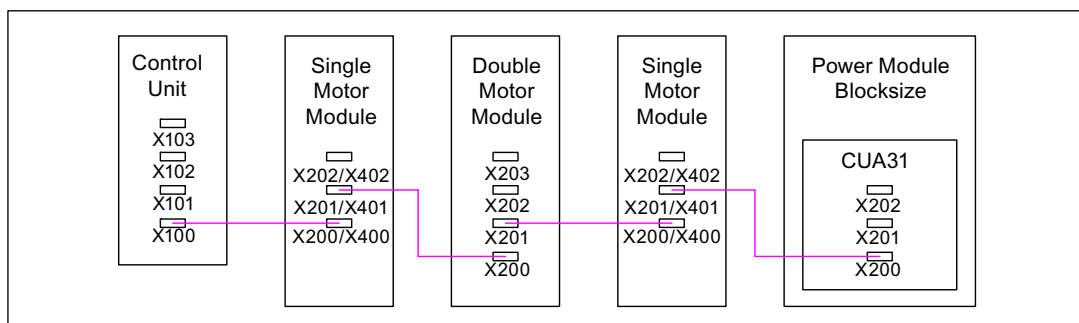 Control
Unit
X103
X102
X101
X100
Single
Motor
Module
X202/X402
X201/X401
X200/X400
Double
Motor
Module
X203
X202
X201
X200
Single
Motor
Module
X202/X402
X201/X401
X200/X400
Power Module
Blocksize
CUA31
X202
X201
X200